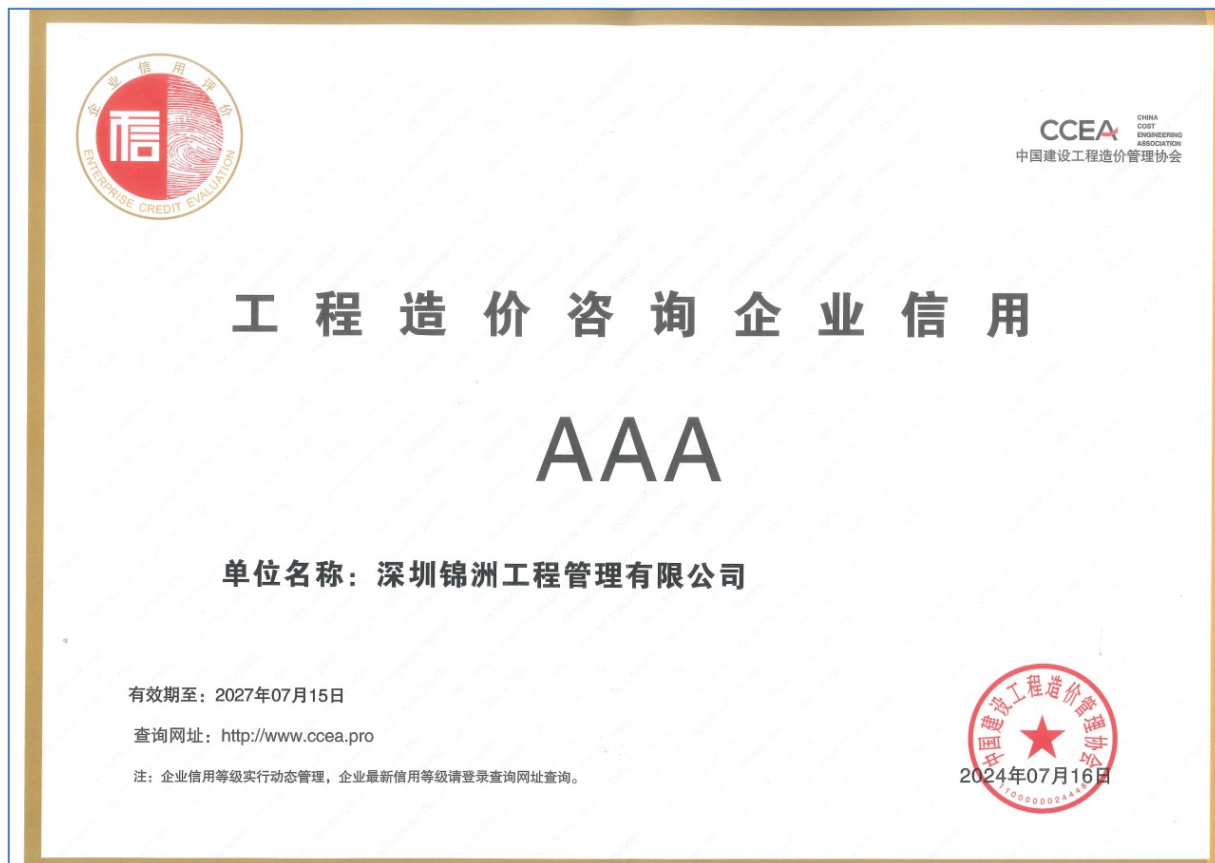 企业信用评价
信
ENTERPRISE CREDIT EVALUATION
CCEA
CHINA
COST
ENGINEERING
ASSOCIATION
中国建设工程造价管理协会
工程造价咨询企业信用
AAA
单位名称：深圳锦洲工程管理有限公司
有效期至：2027年07月15日
查询网址：http://www.ccea.pro
注：企业信用等级实行动态管理，企业最新信用等级请登录查询网址查询。
中国建设工程造价管理协会
2024年07月16日